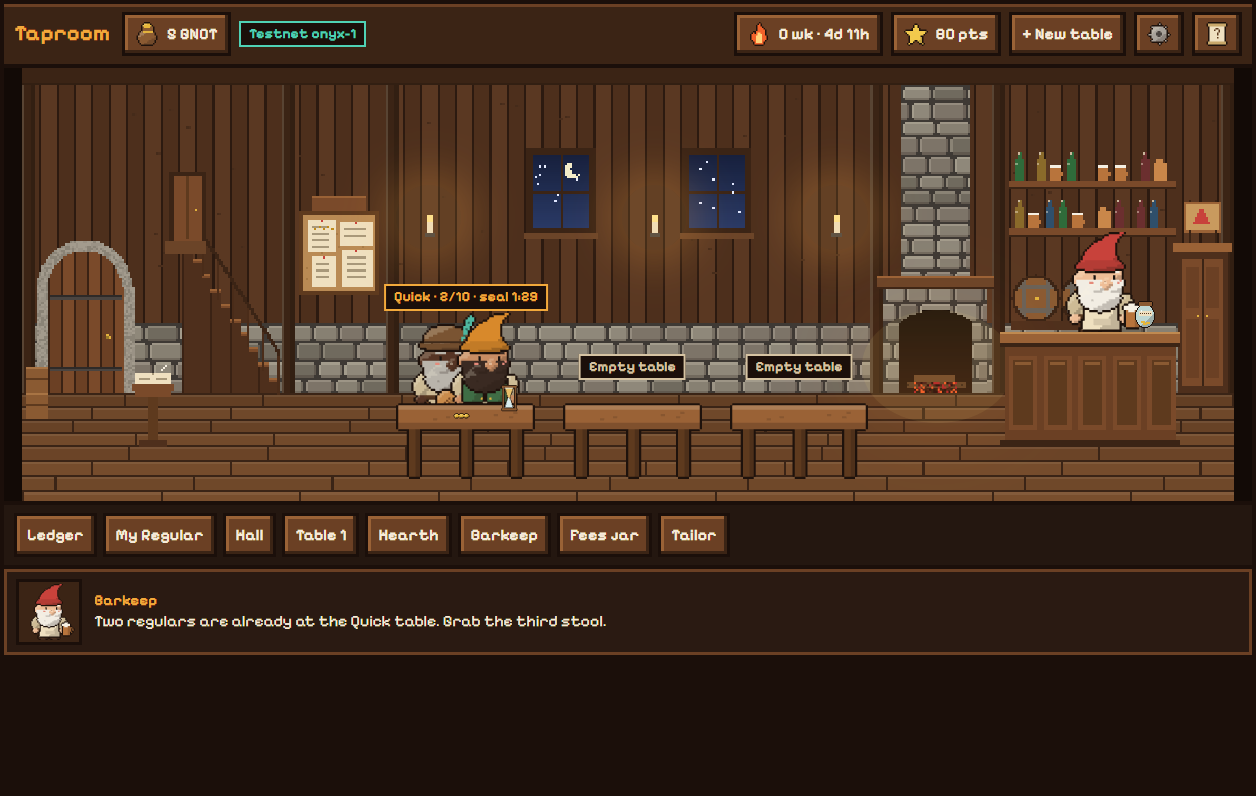 Taproom
8 GNOT
Testnet onyx-1
0 wk · 4d 11h
80 pts
+ New table
?
Quick · 2/10 · seal 1:29
Empty table
Empty table
Ledger
My Regular
Hall
Table 1
Hearth
Barkeep
Fees Jar
Tailor
Barkeep
Two regulars are already at the Quick table. Grab the third stool.